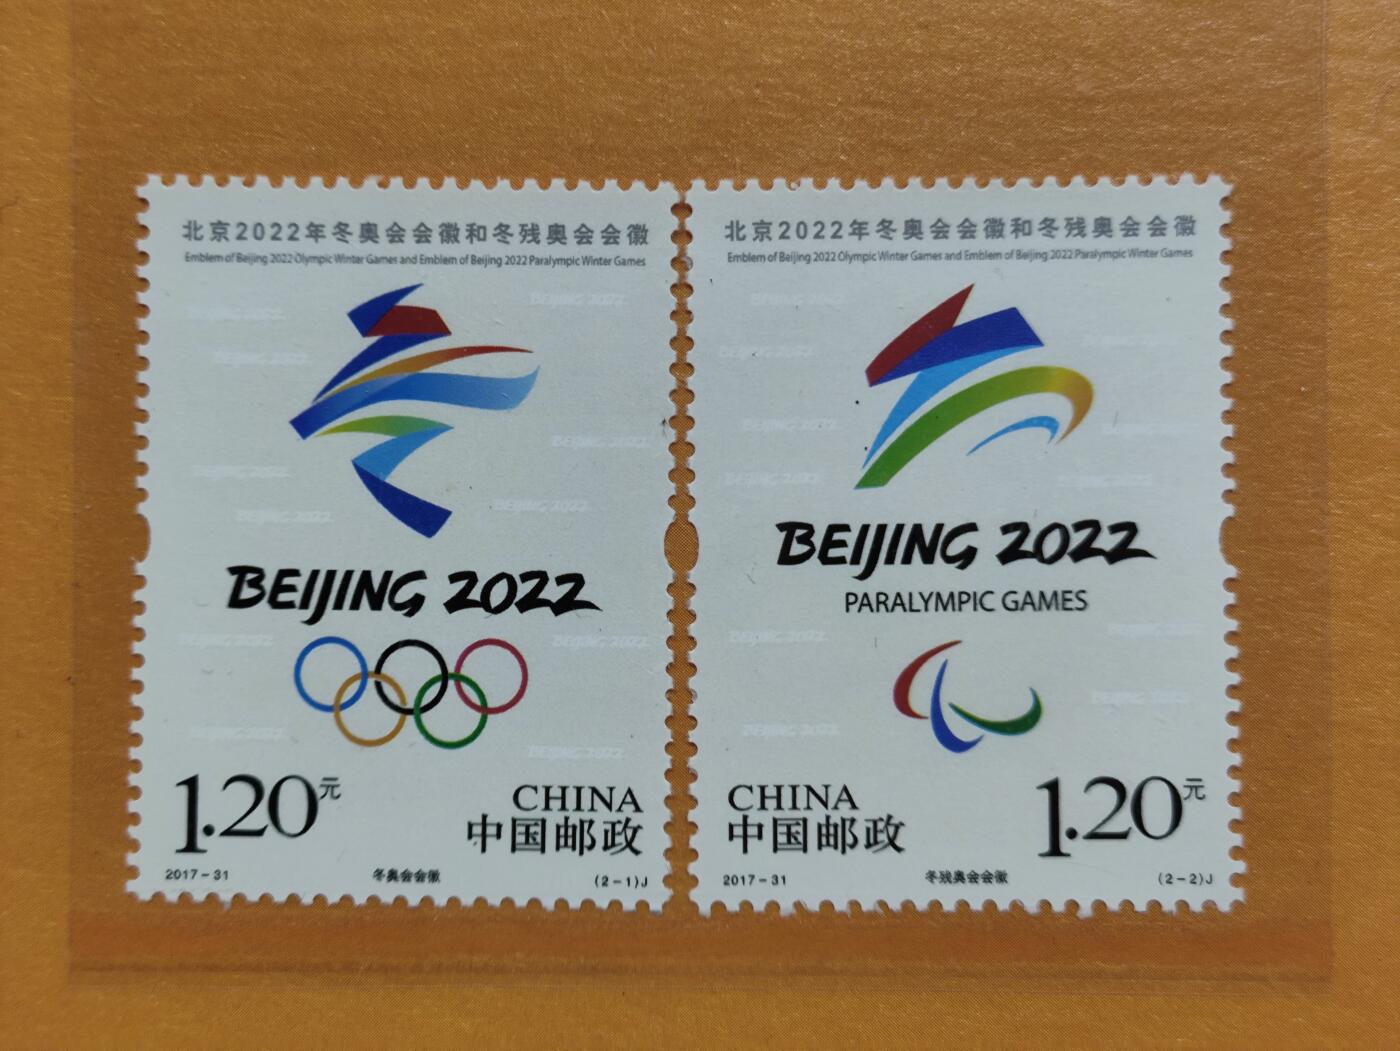 北京2022年冬奥会会徽和冬残奥会会徽
Emblem of Beijing 2022 Olympic Winter Games and Emblem of Beijing 2022 Paralympic Winter Games
BEIJING 2022
1.20元
CHINA
中国邮政
2017-31
冬奥会会徽
(2-1)J
北京2022年冬奥会会徽和冬残奥会会徽
Emblem of Beijing 2022 Olympic Winter Games and Emblem of Beijing 2022 Paralympic Winter Games
BEIJING 2022
PARALYMPIC GAMES
CHINA
中国邮政
1.20元
2017-31
冬残奥会会徽
(2-2)J